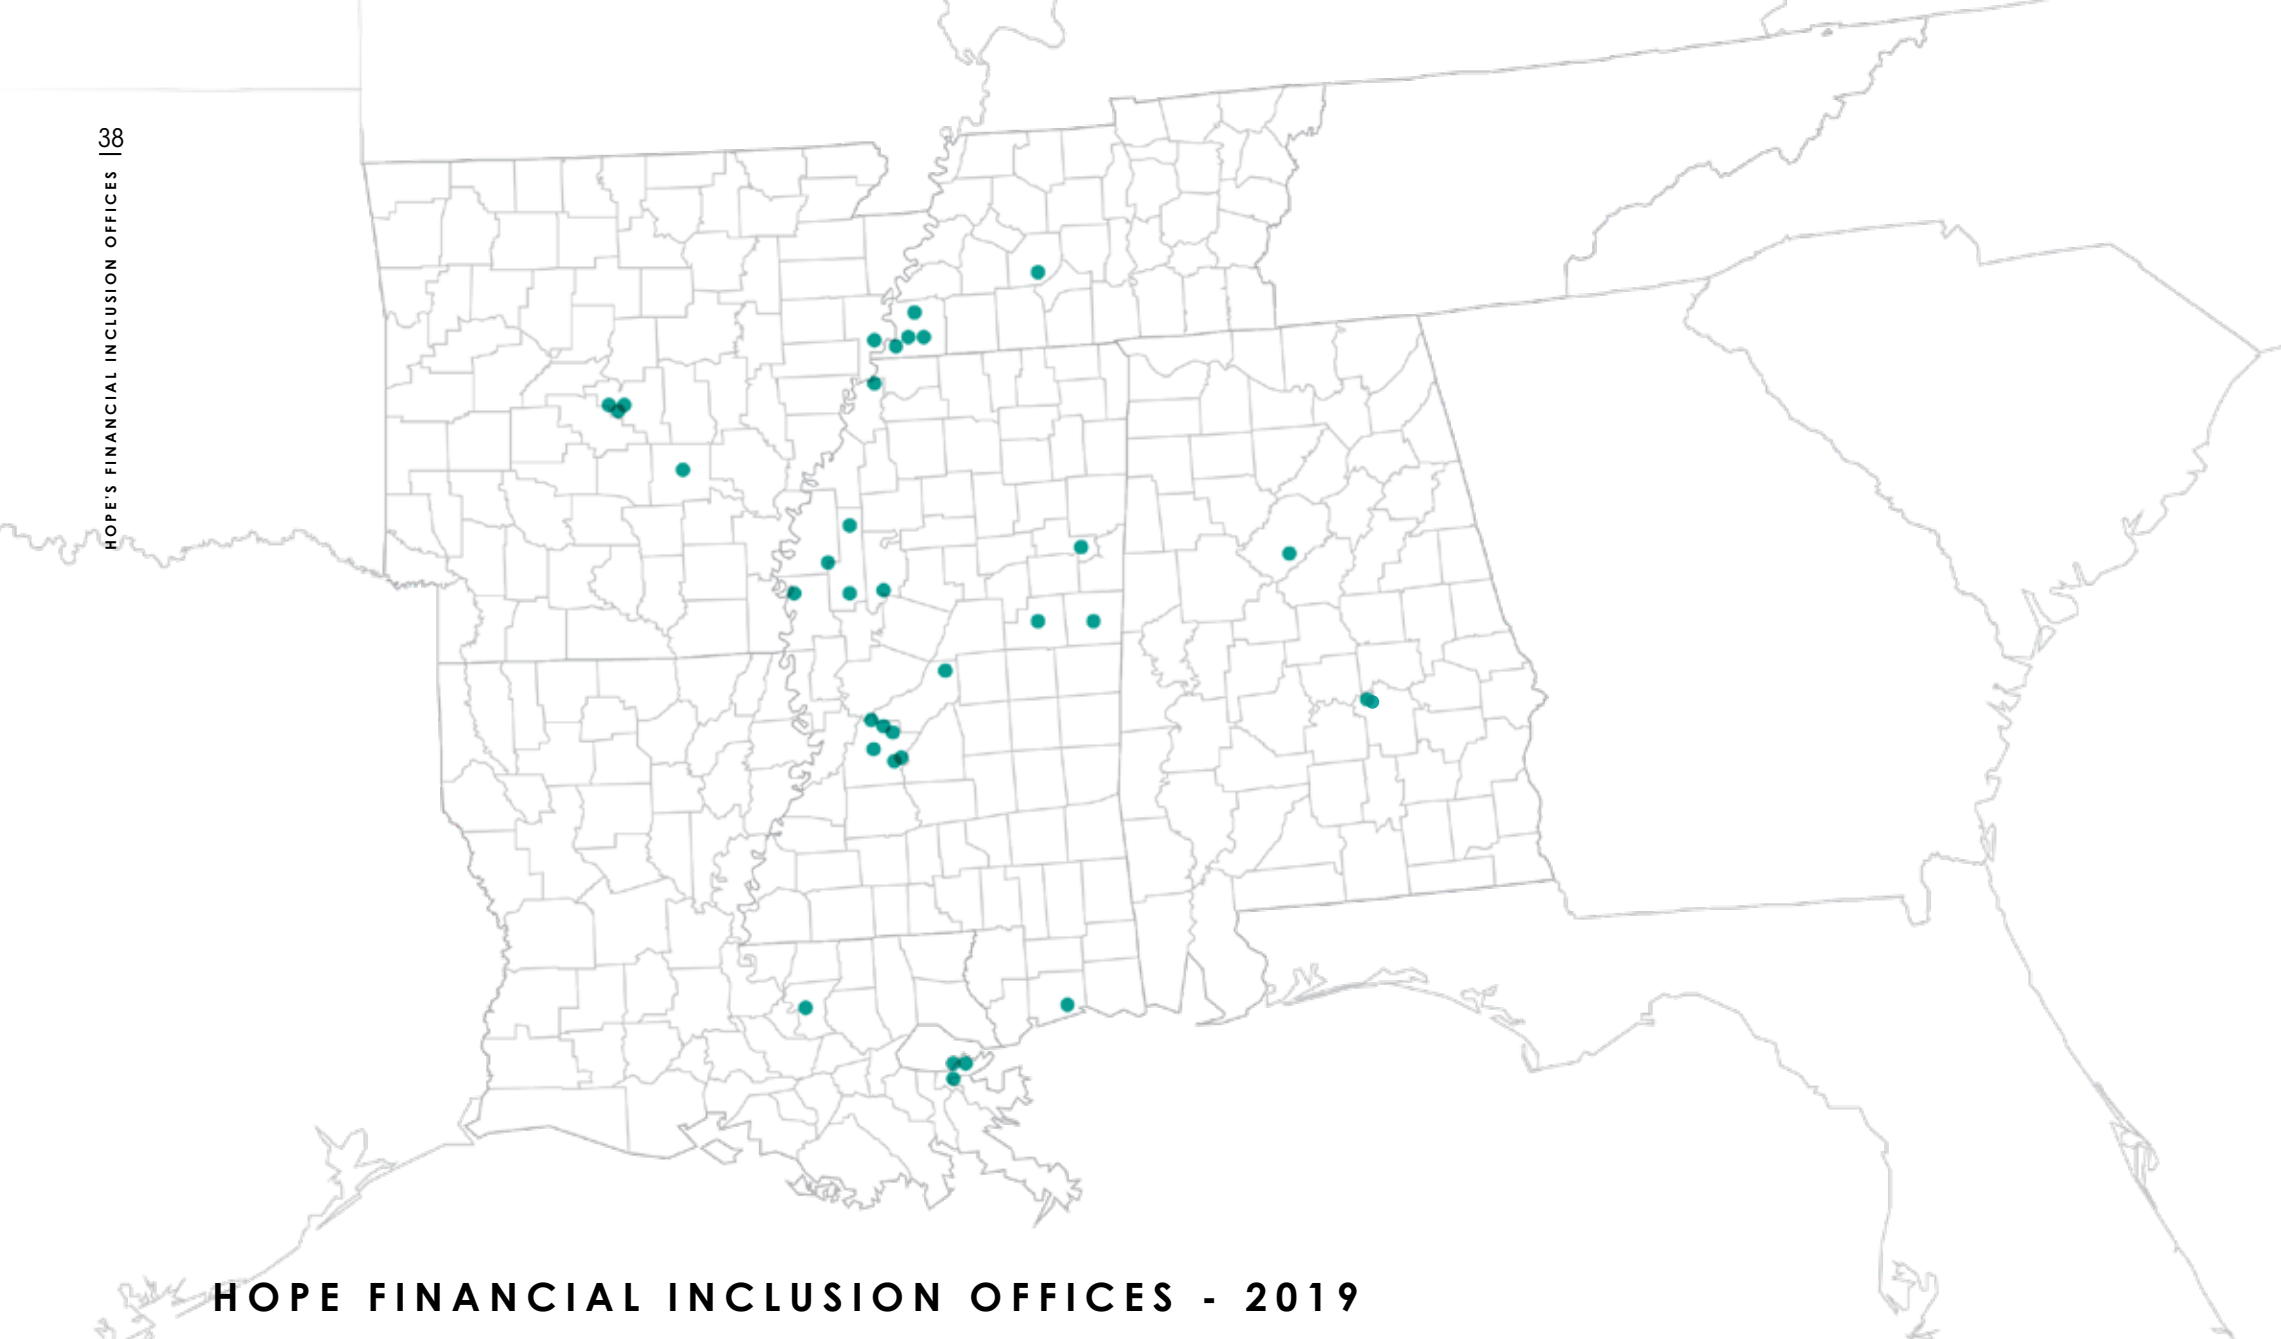 38
HOPE'S FINANCIAL INCLUSION OFFICES
HOPE FINANCIAL INCLUSION OFFICES - 2019